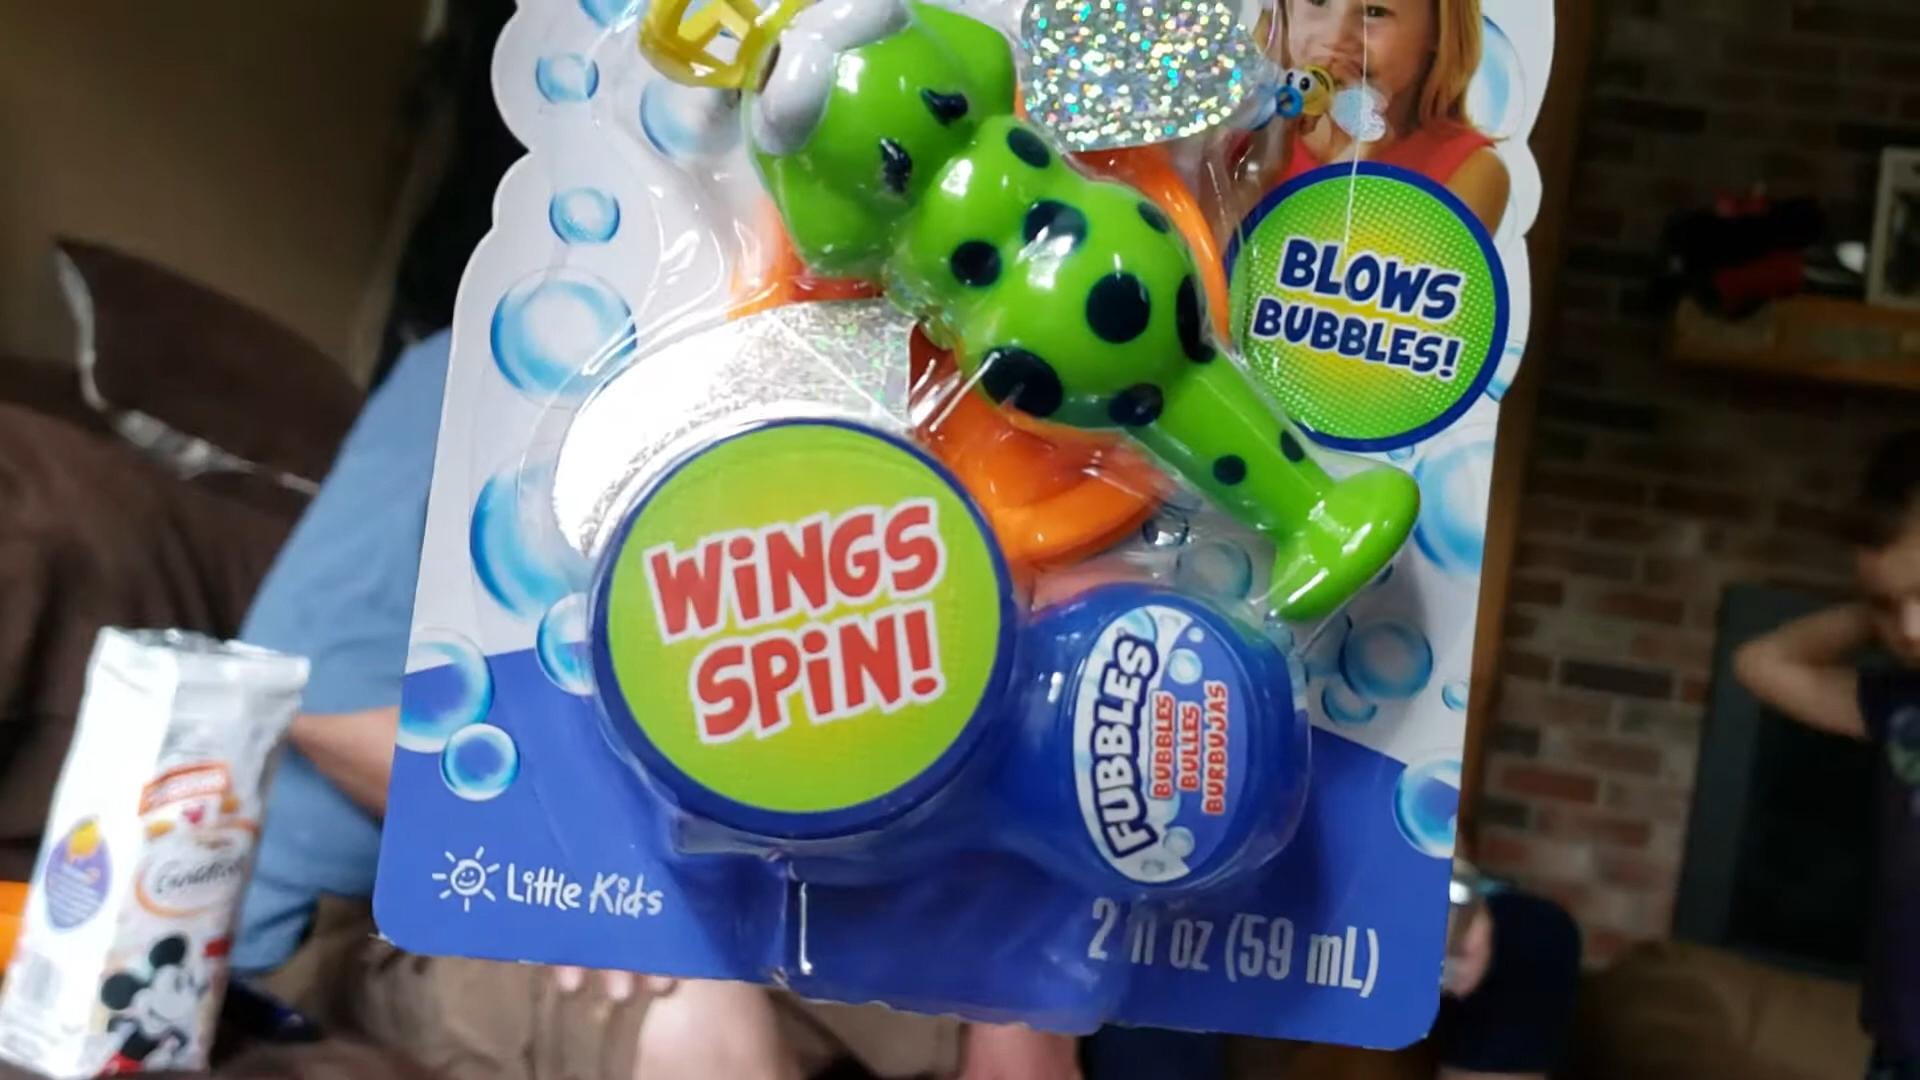 BLOWS
BUBBLES!
WiNGS
SPiN!
FUBBLES
BUBBLES
BULLES
BURBUJAS
Little Kids
2 fl oz (59 mL)